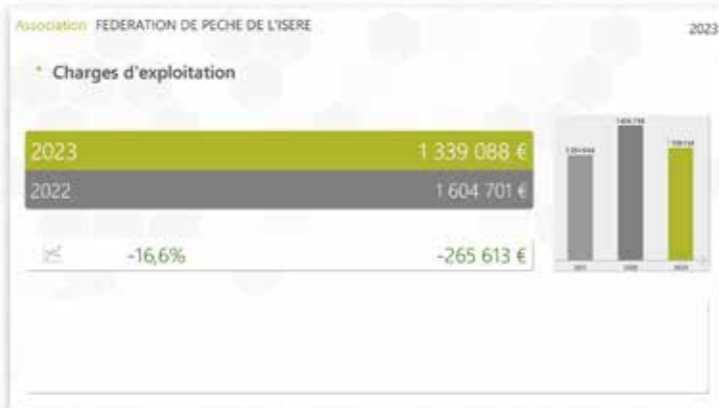 Association FEDERATION DE PECHE DE L'ISERE
2023
* Charges d'exploitation
2023 1 339 088 €
2022 1 604 701 €
-16,6% -265 613 €